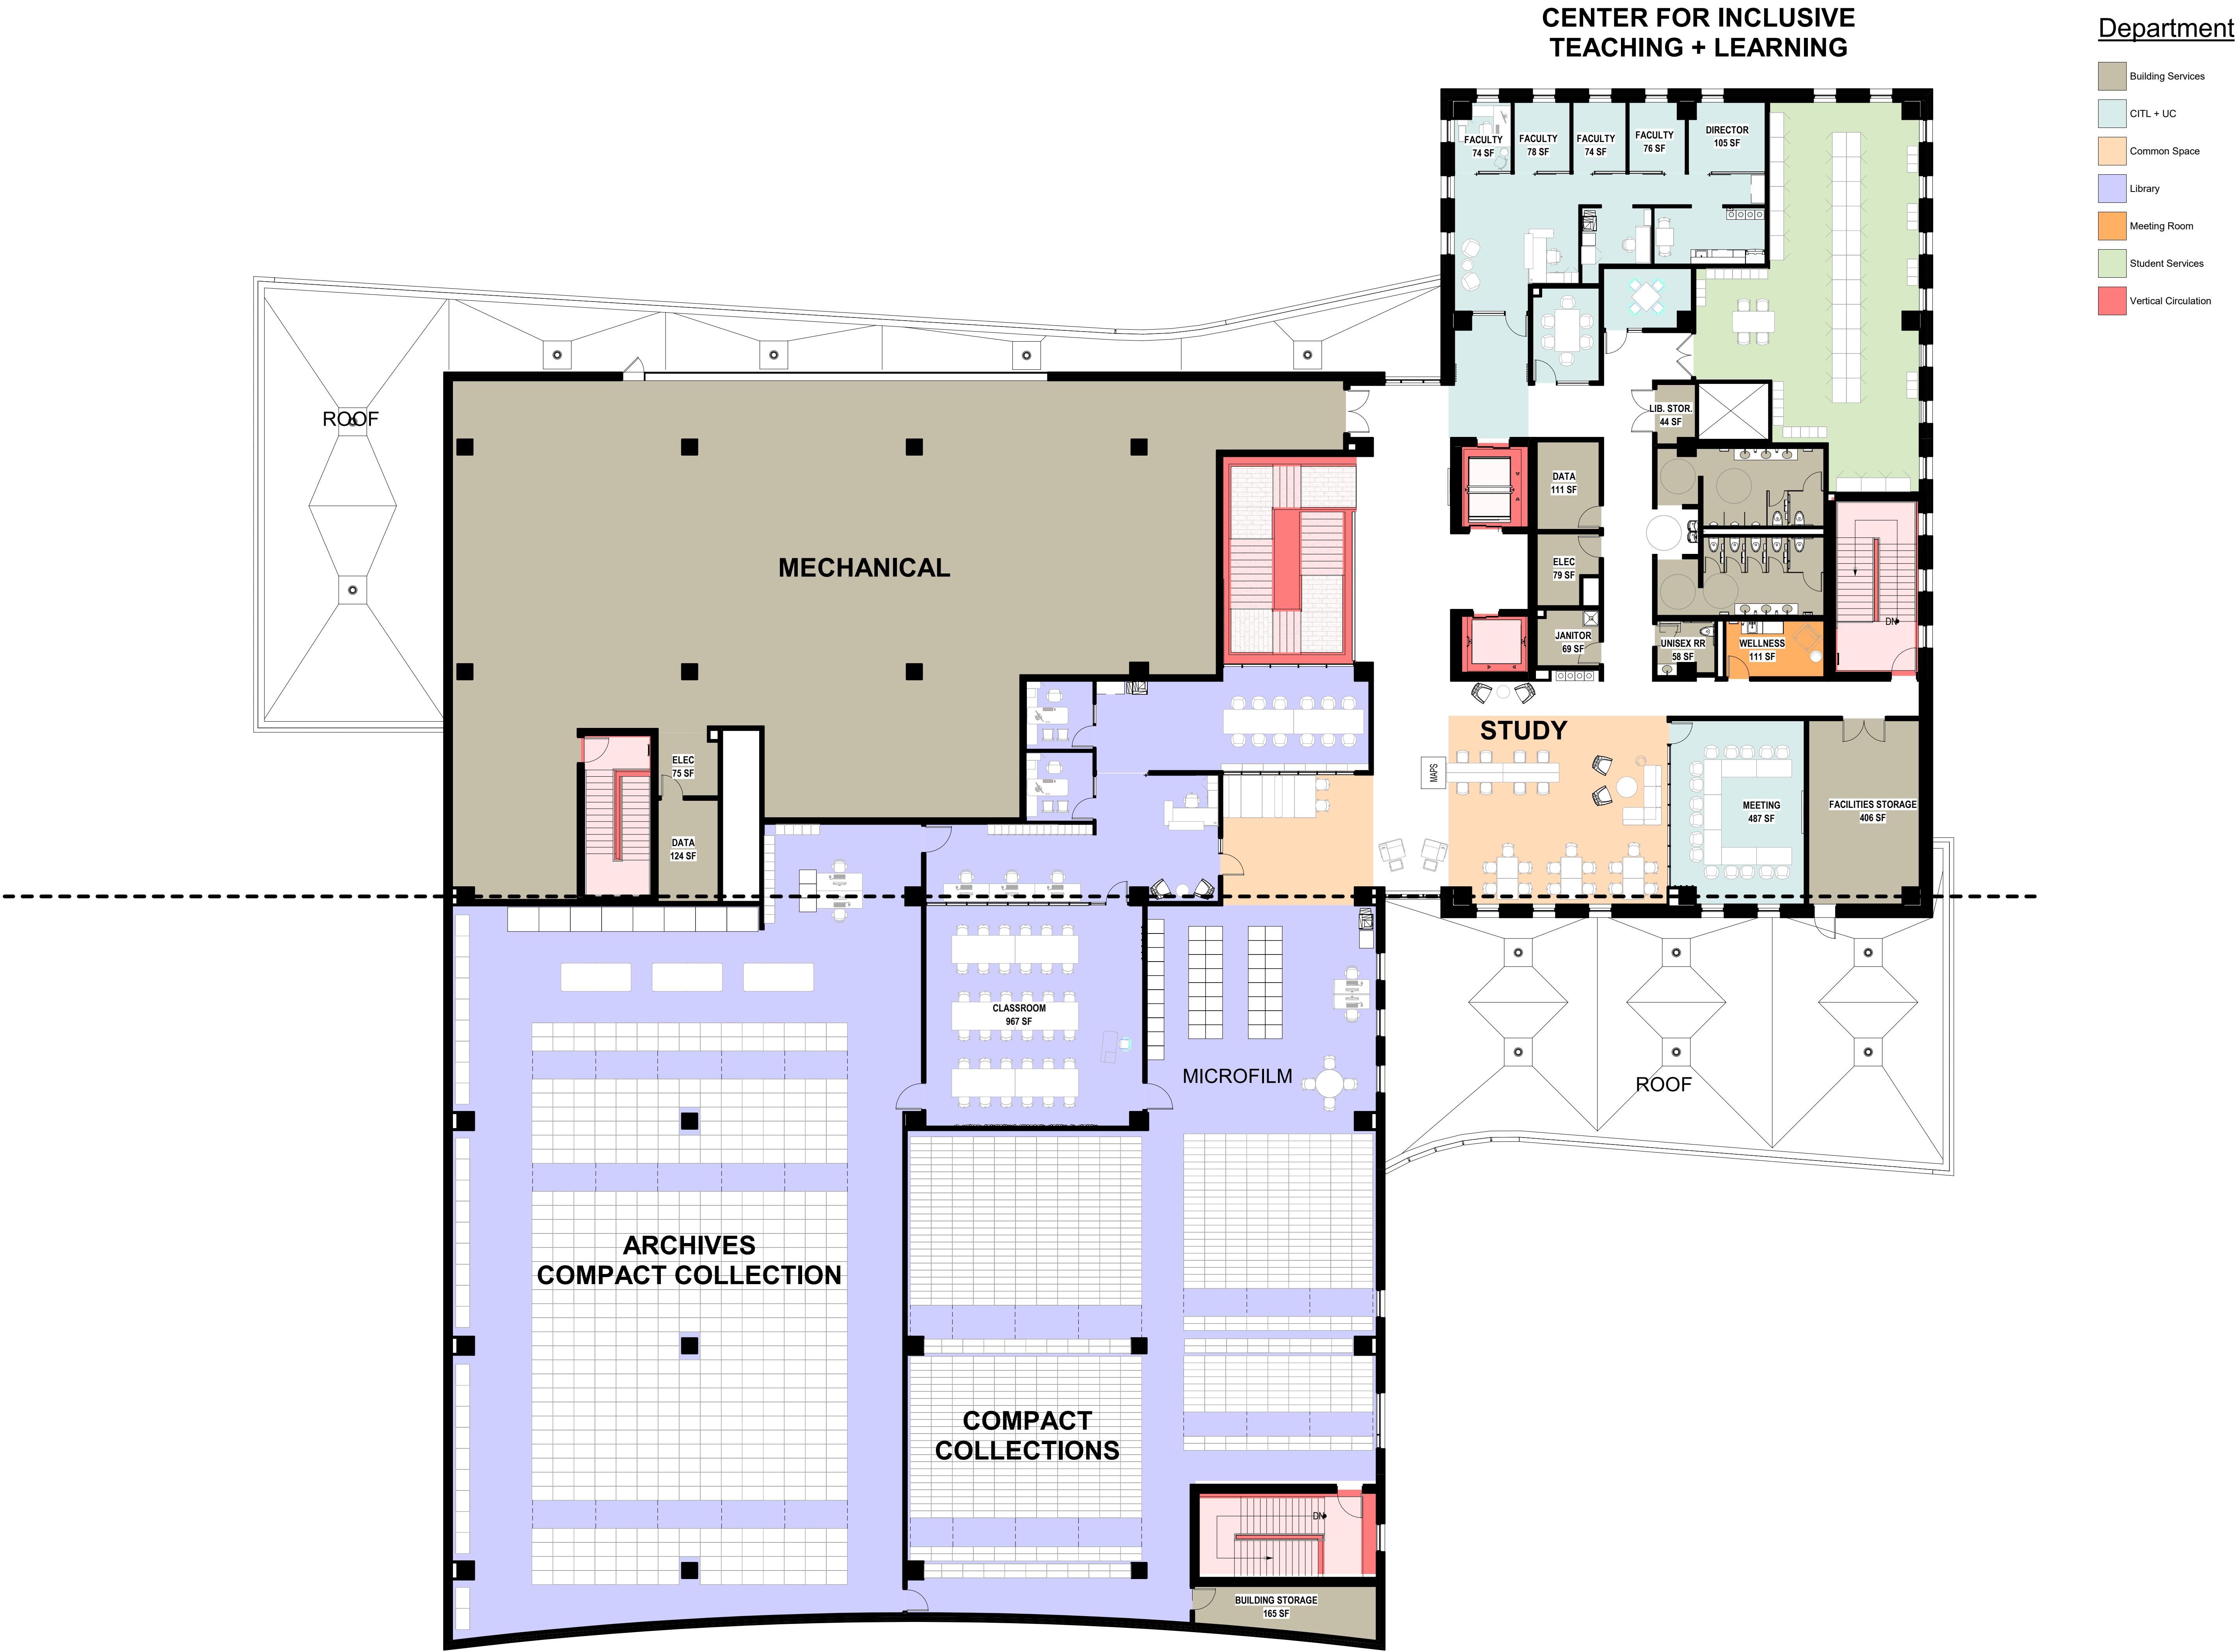 CENTER FOR INCLUSIVE
TEACHING + LEARNING
Department
Building Services
CITL + UC
Common Space
Library
Meeting Room
Student Services
Vertical Circulation
FACULTY
74 SF
FACULTY
78 SF
FACULTY
74 SF
FACULTY
76 SF
DIRECTOR
105 SF
ROOF
LIB. STOR.
44 SF
DATA
111 SF
MECHANICAL
ELEC
79 SF
JANITOR
69 SF
UNISEX RR
58 SF
WELLNESS
111 SF
DN
STUDY
MAPS
MEETING
487 SF
FACILITIES STORAGE
406 SF
ELEC
75 SF
DATA
124 SF
CLASSROOM
967 SF
MICROFILM
ROOF
ARCHIVES
COMPACT COLLECTION
COMPACT
COLLECTIONS
DN
BUILDING STORAGE
165 SF